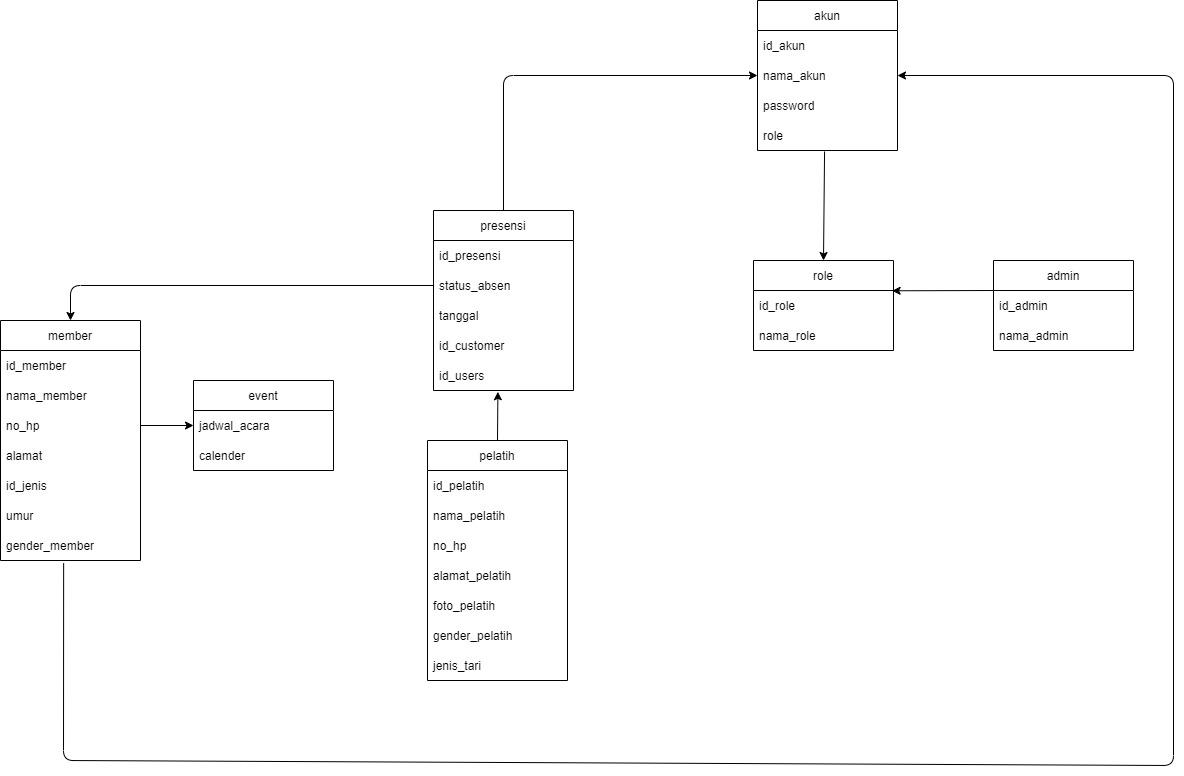 akun
id_akun
nama_akun
password
role
presensi
id_presensi
status_absen
tanggal
id_customer
id_users
role
id_role
nama_role
admin
id_admin
nama_admin
member
id_member
nama_member
no_hp
alamat
id_jenis
umur
gender_member
event
jadwal_acara
calender
pelatih
id_pelatih
nama_pelatih
no_hp
alamat_pelatih
foto_pelatih
gender_pelatih
jenis_tari